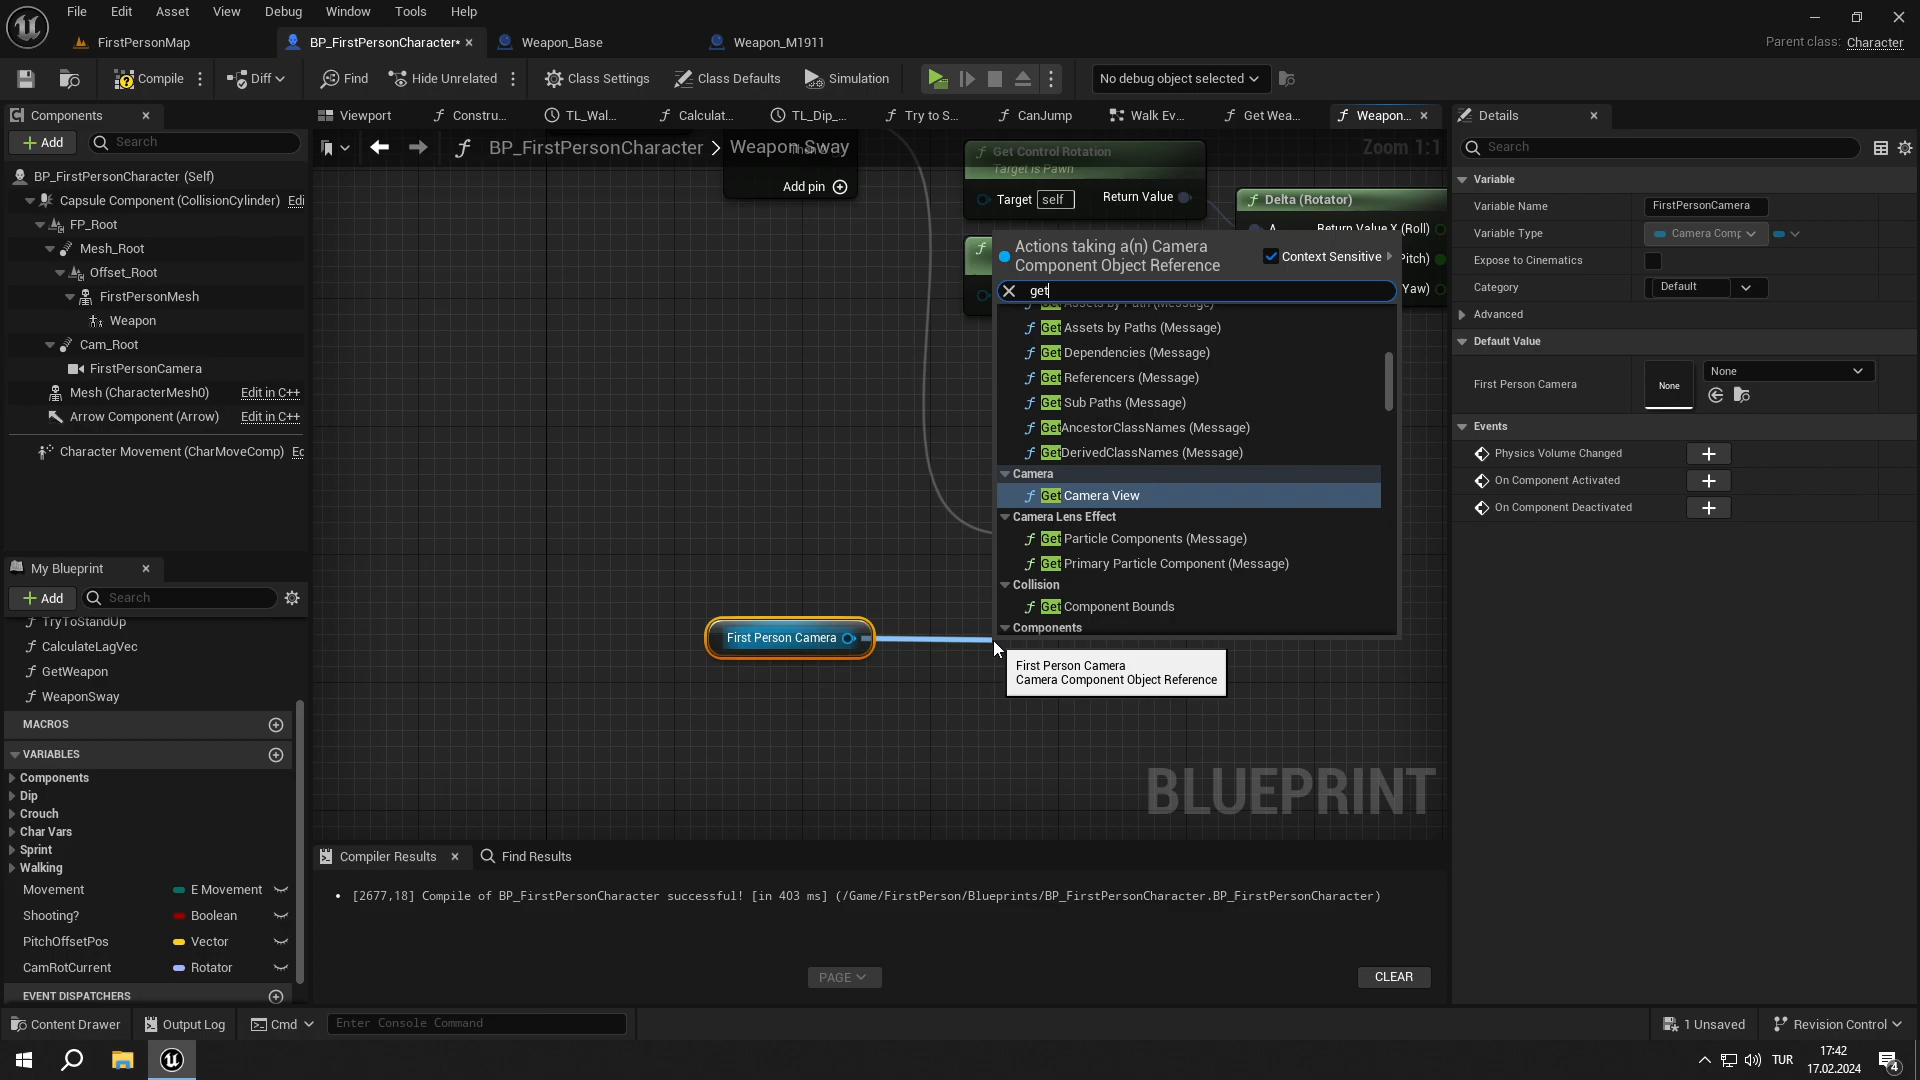 File Edit Asset View Debug Window Tools Help
FirstPersonMap
BP_FirstPersonCharacter*
Weapon_Base
Weapon_M1911
Parent class: Character
Compile
Diff
Find
Hide Unrelated
Class Settings
Class Defaults
Simulation
No debug object selected
Components
Add
Search
BP_FirstPersonCharacter (Self)
Capsule Component (CollisionCylinder) Edi
FP_Root
Mesh_Root
Offset_Root
FirstPersonMesh
Weapon
Cam_Root
FirstPersonCamera
Mesh (CharacterMesh0) Edit in C++
Arrow Component (Arrow) Edit in C++
Character Movement (CharMoveComp) Ec
My Blueprint
Add
Search
TryToStandUp
CalculateLagVec
GetWeapon
WeaponSway
MACROS
VARIABLES
Components
Dip
Crouch
Char Vars
Sprint
Walking
Movement E Movement
Shooting? Boolean
PitchOffsetPos Vector
CamRotCurrent Rotator
EVENT DISPATCHERS
Viewport
Constru...
TL_Wal...
Calculat...
TL_Dip_...
Try to S...
CanJump
Walk Ev...
Get Wea...
Weapon...
BP_FirstPersonCharacter > Weapon Sway
Zoom 1:1
Add pin
Get Control Rotation
Target is Pawn
Target self Return Value
Delta (Rotator)
A Return Value X (Roll)
Pitch)
Yaw)
Actions taking a(n) Camera
Component Object Reference
Context Sensitive
get
Get Assets by Path (Message)
Get Assets by Paths (Message)
Get Dependencies (Message)
Get Referencers (Message)
Get Sub Paths (Message)
GetAncestorClassNames (Message)
GetDerivedClassNames (Message)
Camera
Get Camera View
Camera Lens Effect
Get Particle Components (Message)
Get Primary Particle Component (Message)
Collision
Get Component Bounds
Components
First Person Camera
First Person Camera
Camera Component Object Reference
BLUEPRINT
Compiler Results
Find Results
[2677,18] Compile of BP_FirstPersonCharacter successful! [in 403 ms] (/Game/FirstPerson/Blueprints/BP_FirstPersonCharacter.BP_FirstPersonCharacter)
PAGE
CLEAR
Details
Search
Variable
Variable Name FirstPersonCamera
Variable Type Camera Comp
Expose to Cinematics
Category Default
Advanced
Default Value
First Person Camera None None
Events
Physics Volume Changed
On Component Activated
On Component Deactivated
Content Drawer
Output Log
Cmd
Enter Console Command
1 Unsaved
Revision Control
TUR
17:42
17.02.2024
4